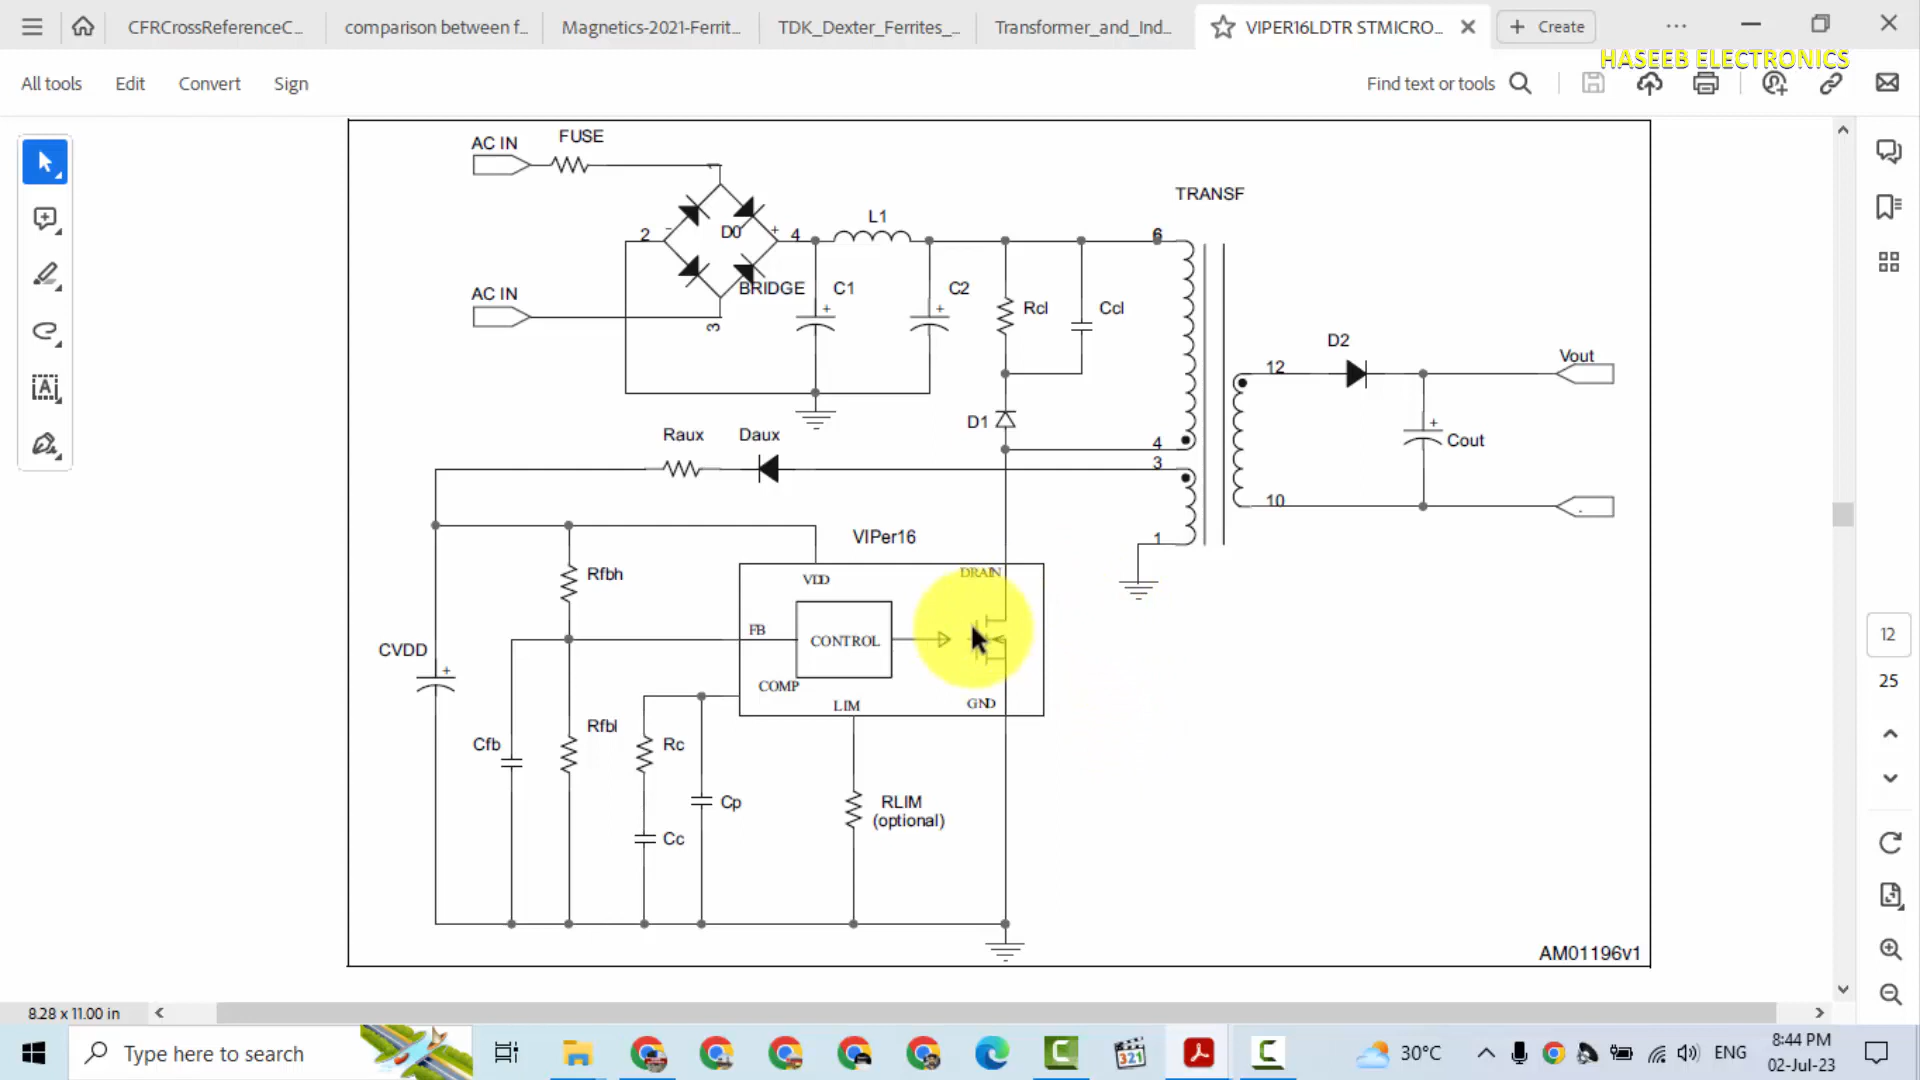 CFRCrossReferenceC...
comparison between f...
Magnetics-2021-Ferrit...
TDK_Dexter_Ferrites_...
Transformer_and_Ind...
VIPER16LDTR STMICRO...
Create
HASEEB ELECTRONICS
All tools
Edit
Convert
Sign
Find text or tools
AC IN
FUSE
TRANSF
1
L1
6
2
-
D0
+
4
AC IN
BRIDGE
C1
C2
Rcl
Ccl
+
+
3
D2
Vout
12
D1
+
Cout
Raux
Daux
4
3
10
.
VIPer16
1
Rfbh
VDD
DRAIN
FB
CONTROL
CVDD
+
COMP
LIM
GND
Cfb
Rfbl
Rc
Cp
RLIM
(optional)
Cc
AM01196v1
12
25
8.28 x 11.00 in
Type here to search
321
30°C
ENG
8:44 PM
02-Jul-23